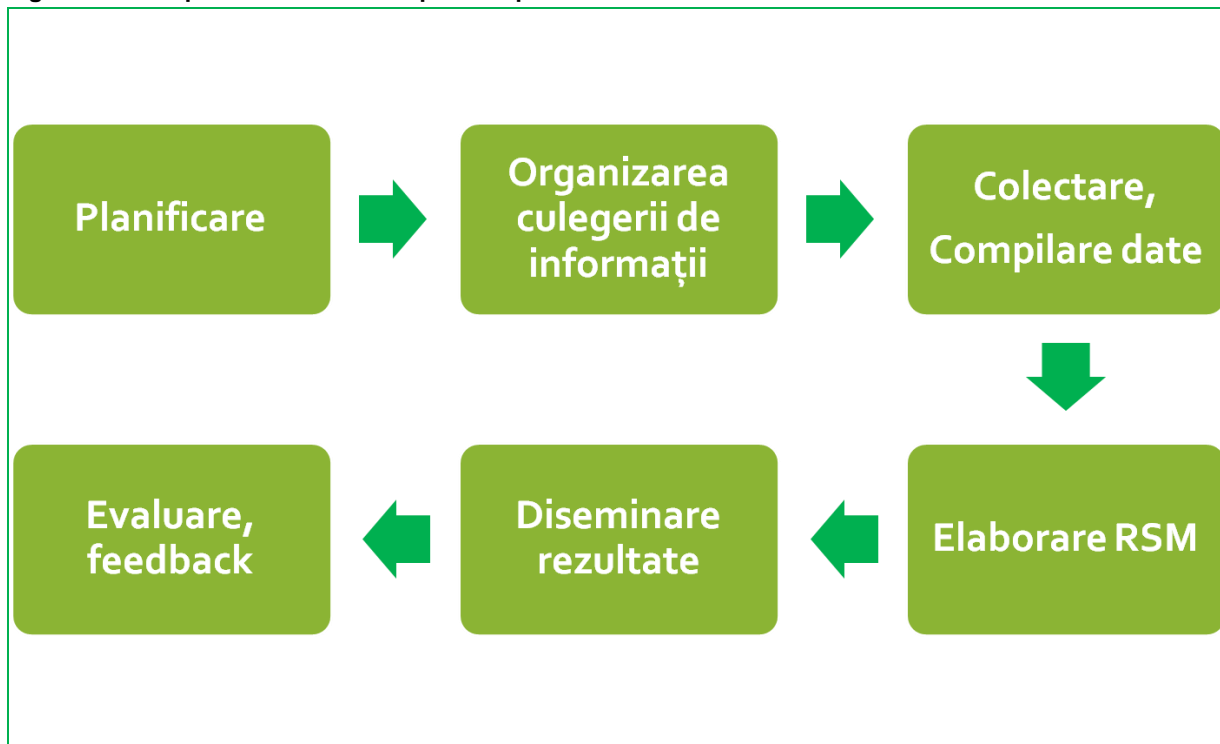 Planificare
Organizarea
culegerii de
informații
Colectare,
Compilare date
Elaborare RSM
Diseminare
rezultate
Evaluare,
feedback